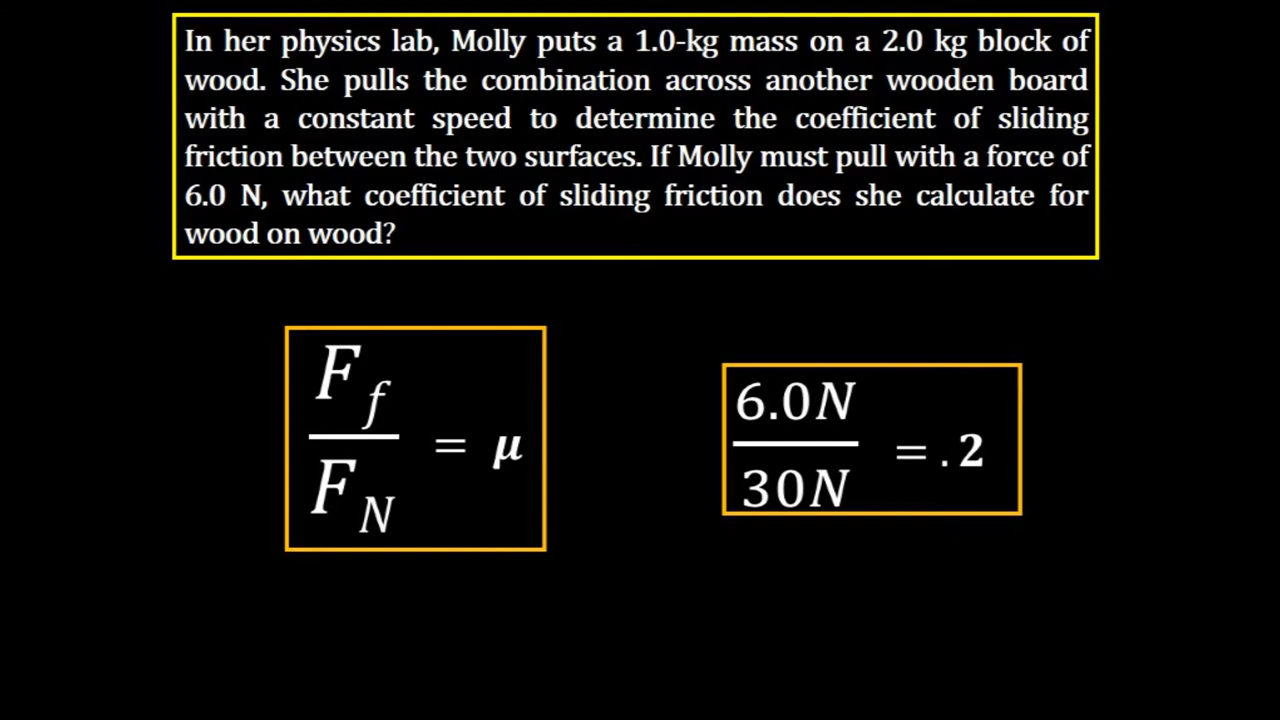 In her physics lab, Molly puts a 1.0-kg mass on a 2.0 kg block of
wood. She pulls the combination across another wooden board
with a constant speed to determine the coefficient of sliding
friction between the two surfaces. If Molly must pull with a force of
6.0 N, what coefficient of sliding friction does she calculate for
wood on wood?
F_f / F_N = μ
6.0N / 30N = .2